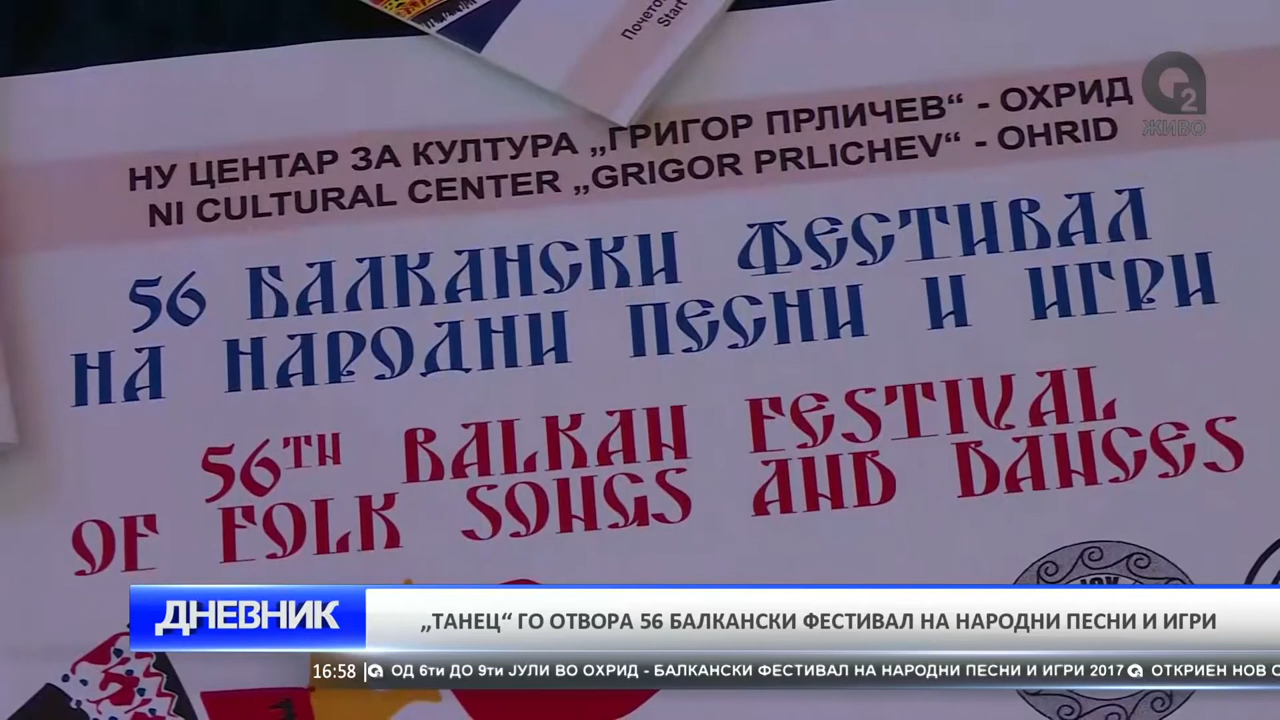 Почето
Start
НУ ЦЕНТАР ЗА КУЛТУРА „ГРИГОР ПРЛИЧЕВ“ - ОХРИД
NI CULTURAL CENTER „GRIGOR PRLICHEV“ - OHRID
2
ЖИВО
56 БАЛКАНСКИ ФЕСТИВАЛ
НА НАРОДНИ ПЕСНИ И ИГРИ
56TH BALKAN FESTIVAL
OF FOLK SONGS AND DANCES
ДНЕВНИК
„ТАНЕЦ“ ГО ОТВОРА 56 БАЛКАНСКИ ФЕСТИВАЛ НА НАРОДНИ ПЕСНИ И ИГРИ
16:58 ОД 6ти ДО 9ти ЈУЛИ ВО ОХРИД - БАЛКАНСКИ ФЕСТИВАЛ НА НАРОДНИ ПЕСНИ И ИГРИ 2017 ОТКРИЕН НОВ